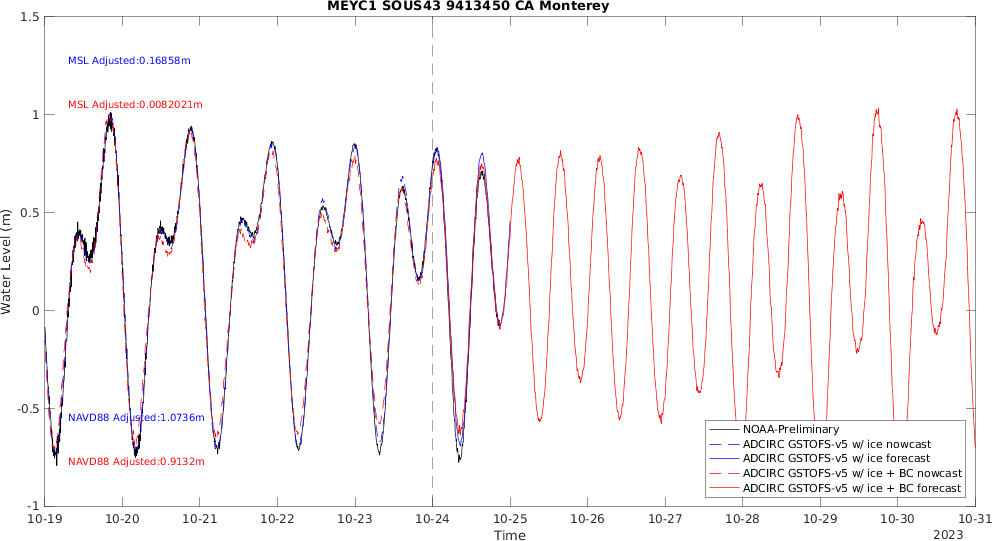 MEYC1 SOUS43 9413450 CA Monterey
1.5
1
0.5
0
-0.5
-1
Water Level (m)
MSL Adjusted:0.16858m
MSL Adjusted:0.0082021m
NAVD88 Adjusted:1.0736m
NAVD88 Adjusted:0.9132m
NOAA-Preliminary
ADCIRC GSTOFS-v5 w/ ice nowcast
ADCIRC GSTOFS-v5 w/ ice forecast
ADCIRC GSTOFS-v5 w/ ice + BC nowcast
ADCIRC GSTOFS-v5 w/ ice + BC forecast
10-19 10-20 10-21 10-22 10-23 10-24 10-25 10-26 10-27 10-28 10-29 10-30 10-31
Time
2023